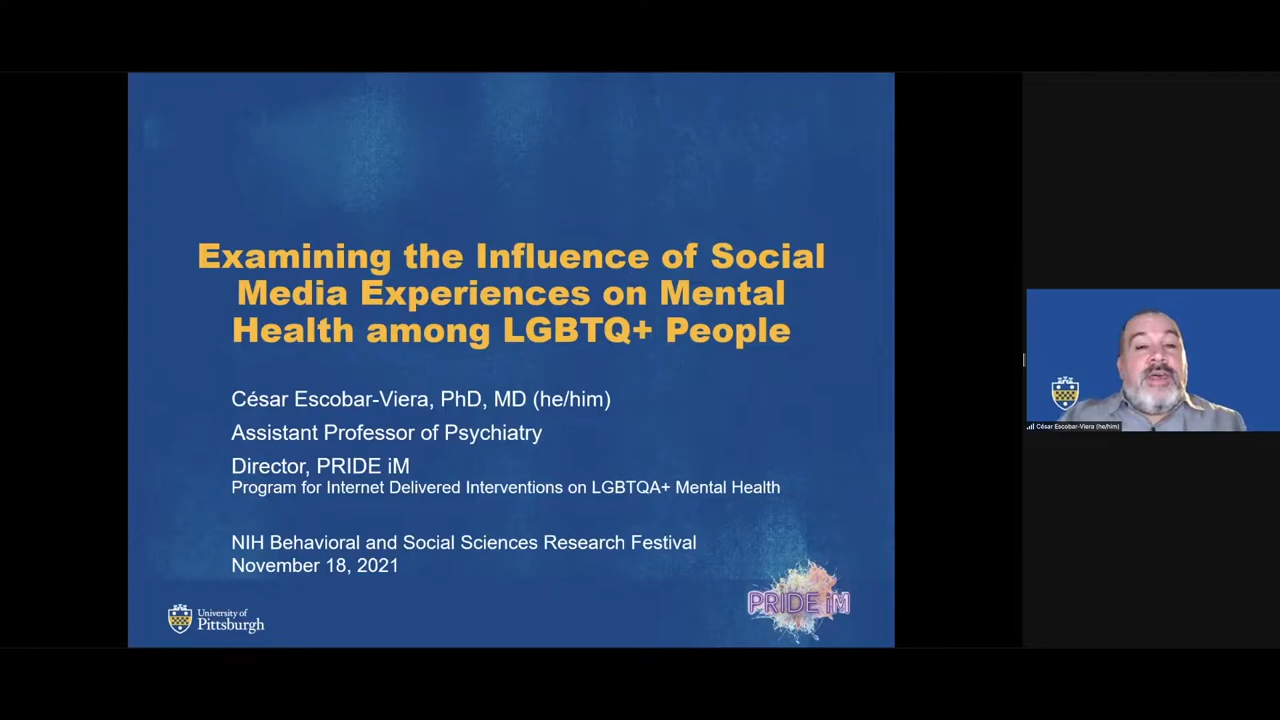 Examining the Influence of Social
Media Experiences on Mental
Health among LGBTQ+ People
César Escobar-Viera, PhD, MD (he/him)
Assistant Professor of Psychiatry
Director, PRIDE iM
Program for Internet Delivered Interventions on LGBTQA+ Mental Health
NIH Behavioral and Social Sciences Research Festival
November 18, 2021
University of
Pittsburgh
PRIDE iM
César Escobar-Viera (he/him)